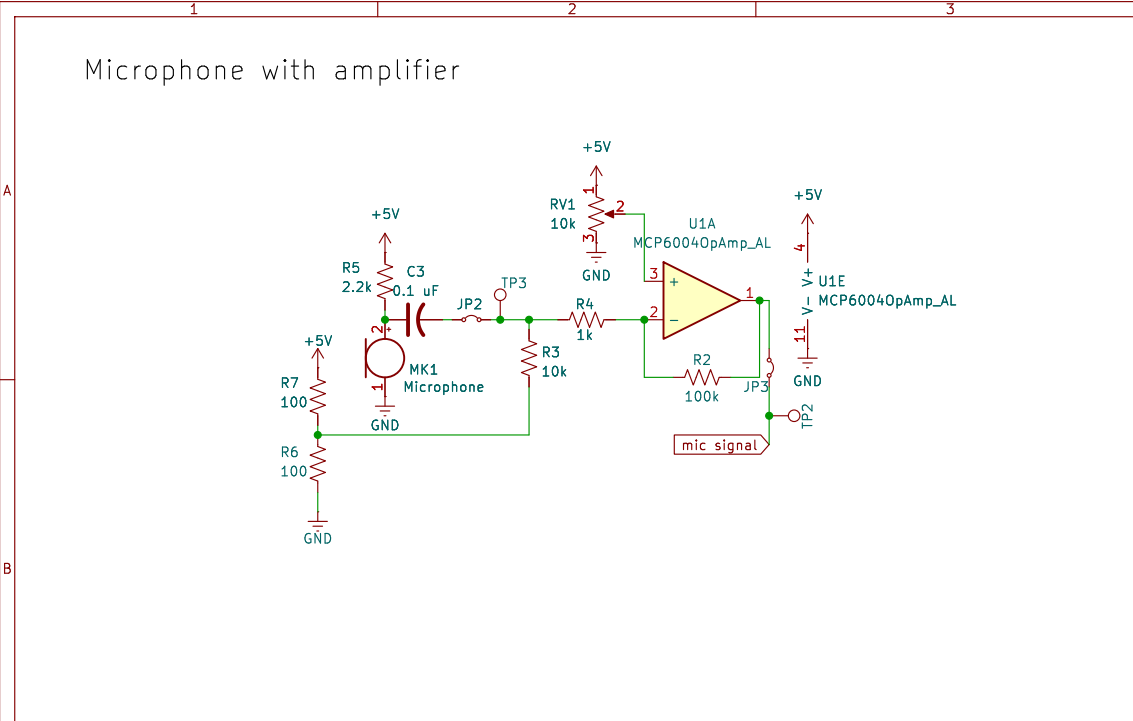 1 2 3
Microphone with amplifier
A
B
+5V
RV1
10k
1
2
3
GND
+5V
R5
2.2k
C3
0.1 uF
JP2
TP3
R4
1k
U1A
MCP6004OpAmp_AL
3
+
2
−
1
+5V
4
V+
U1E
MCP6004OpAmp_AL
V−
11
GND
2
+
MK1
Microphone
1
GND
R3
10k
R2
100k
JP3
TP2
mic signal
+5V
R7
100
R6
100
GND